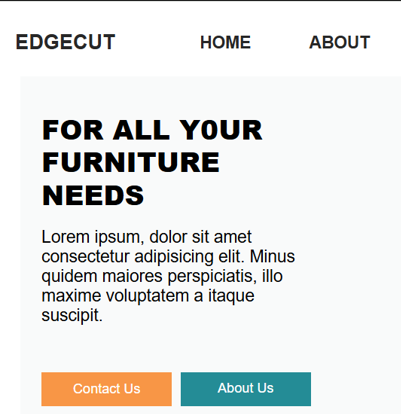 EDGECUT HOME ABOUT
FOR ALL Y0UR
FURNITURE
NEEDS
Lorem ipsum, dolor sit amet
consectetur adipisicing elit. Minus
quidem maiores perspiciatis, illo
maxime voluptatem a itaque
suscipit.
Contact Us About Us